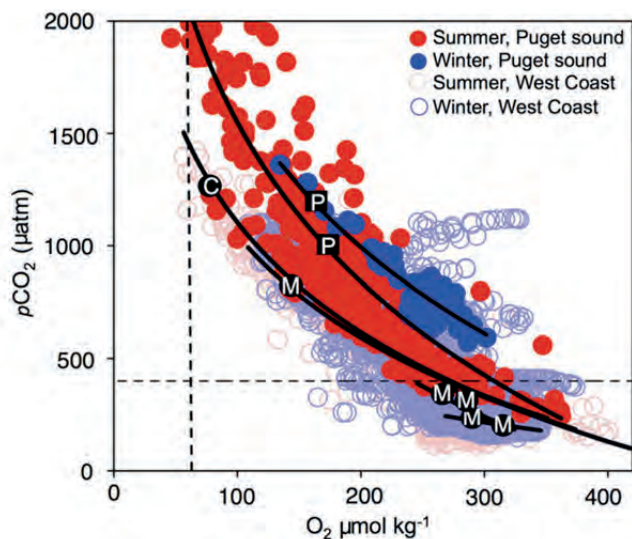 2000
1500
1000
500
0
pCO₂ (µatm)
Summer, Puget sound
Winter, Puget sound
Summer, West Coast
Winter, West Coast
C
P
P
M
M
M
M
M
0
100
200
300
400
O₂ µmol kg⁻¹